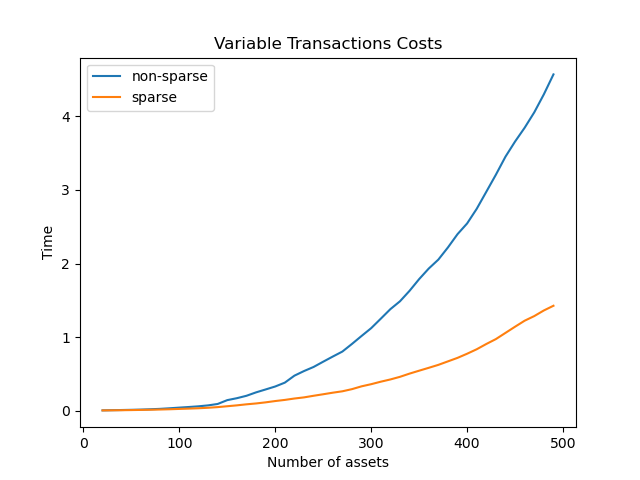 Variable Transactions Costs
non-sparse
sparse
4
3
2
1
0
Time
0 100 200 300 400 500
Number of assets